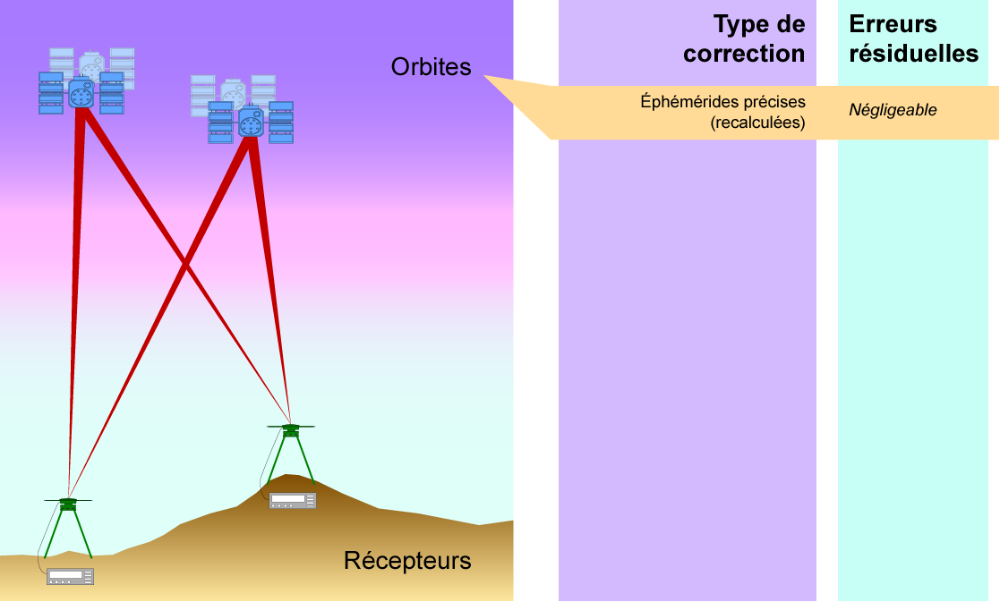 Type de
correction
Erreurs
résiduelles
Orbites
Éphémérides précises
(recalculées)
Négligeable
Récepteurs